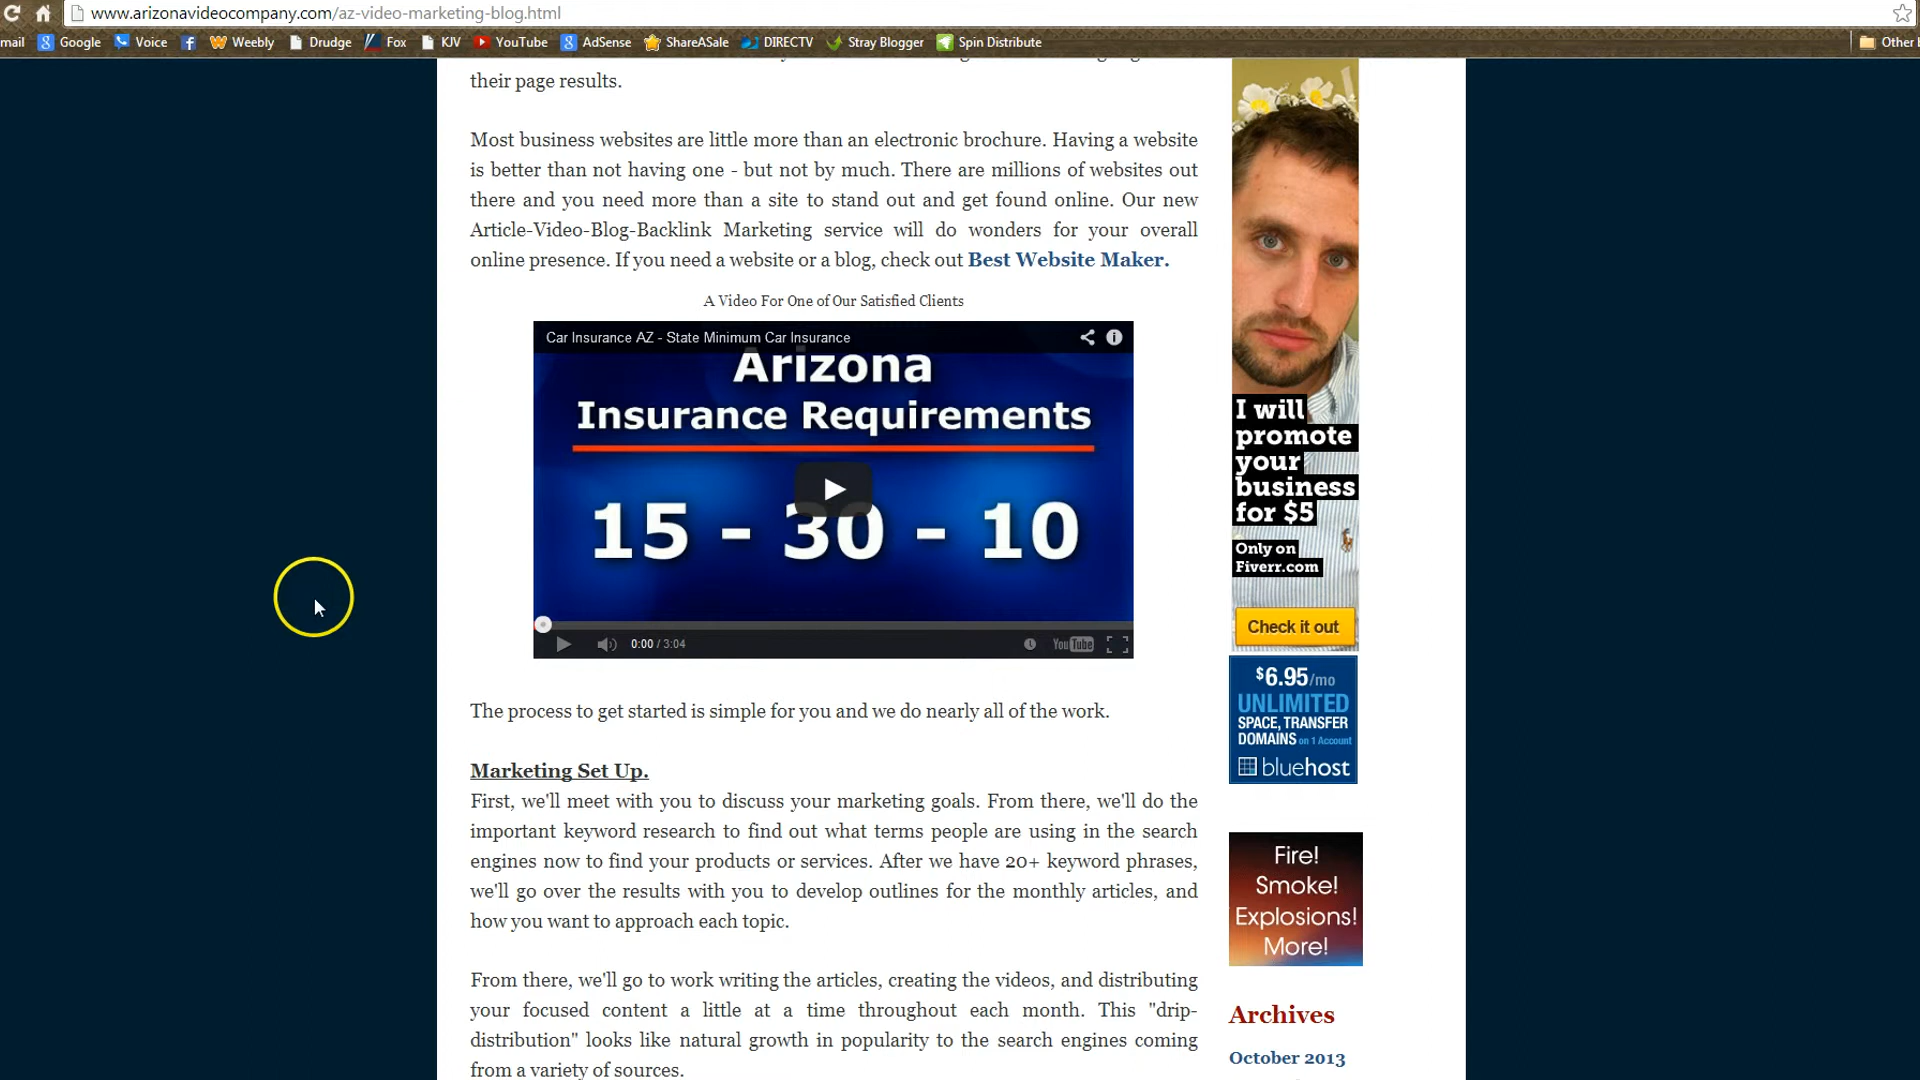 www.arizonavideocompany.com/az-video-marketing-blog.html
mail Google Voice Weebly Drudge Fox KJV YouTube AdSense ShareASale DIRECTV Stray Blogger Spin Distribute Other b
their page results.
Most business websites are little more than an electronic brochure. Having a website
is better than not having one - but not by much. There are millions of websites out
there and you need more than a site to stand out and get found online. Our new
Article-Video-Blog-Backlink Marketing service will do wonders for your overall
online presence. If you need a website or a blog, check out Best Website Maker.
A Video For One of Our Satisfied Clients
Car Insurance AZ - State Minimum Car Insurance
Arizona
Insurance Requirements
15 - 30 - 10
0:00 / 3:04
YouTube
The process to get started is simple for you and we do nearly all of the work.
Marketing Set Up.
First, we'll meet with you to discuss your marketing goals. From there, we'll do the
important keyword research to find out what terms people are using in the search
engines now to find your products or services. After we have 20+ keyword phrases,
we'll go over the results with you to develop outlines for the monthly articles, and
how you want to approach each topic.
From there, we'll go to work writing the articles, creating the videos, and distributing
your focused content a little at a time throughout each month. This "drip-
distribution" looks like natural growth in popularity to the search engines coming
from a variety of sources.
I will
promote
your
business
for $5
Only on
Fiverr.com
Check it out
$6.95/mo
UNLIMITED
SPACE, TRANSFER
DOMAINS on 1 Account
bluehost
Fire!
Smoke!
Explosions!
More!
Archives
October 2013